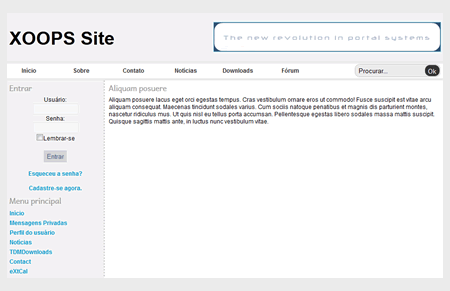 XOOPS Site
The new revolution in portal systems
Início Sobre Contato Notícias Downloads Fórum Procurar... Ok
Entrar
Usuário:
Senha:
Lembrar-se
Entrar
Esqueceu a senha?
Cadastre-se agora.
Menu principal
Início
Mensagens Privadas
Perfil do usuário
Notícias
TDMDownloads
Contact
eXtCal
Aliquam posuere
Aliquam posuere lacus eget orci egestas tempus. Cras vestibulum ornare eros ut commodo! Fusce suscipit est vitae arcu
aliquam consequat. Maecenas tincidunt sodales varius. Cum sociis natoque penatibus et magnis dis parturient montes,
nascetur ridiculus mus. Ut quis nisl eu tellus porta accumsan. Pellentesque egestas libero sodales massa mattis suscipit.
Quisque sagittis mattis ante, in luctus nunc vestibulum vitae.